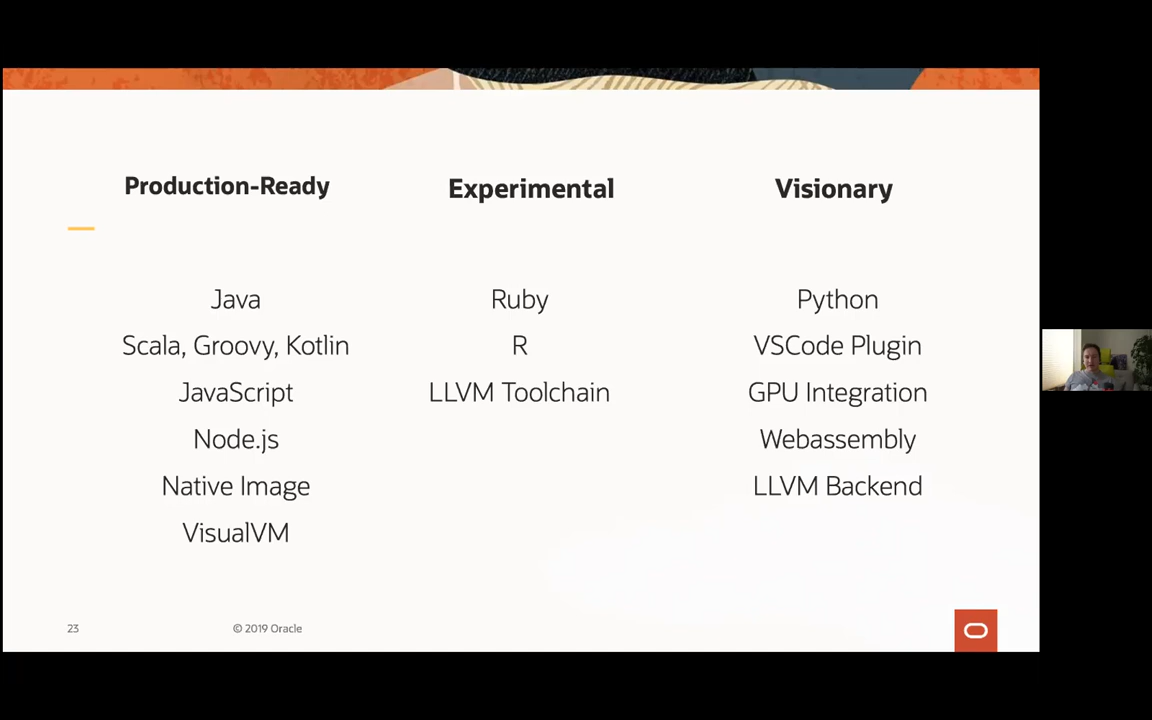 Production-Ready
Java
Scala, Groovy, Kotlin
JavaScript
Node.js
Native Image
VisualVM
Experimental
Ruby
R
LLVM Toolchain
Visionary
Python
VSCode Plugin
GPU Integration
Webassembly
LLVM Backend
23
© 2019 Oracle